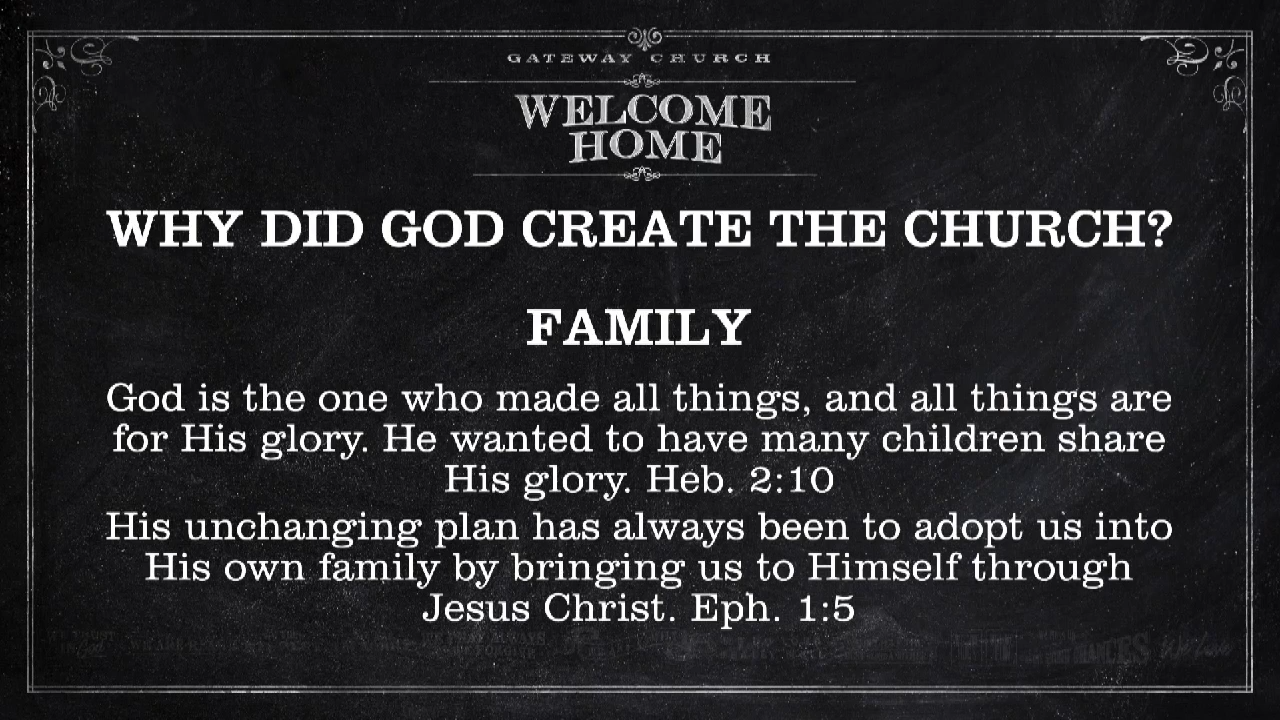 GATEWAY CHURCH
WELCOME
HOME
WHY DID GOD CREATE THE CHURCH?
FAMILY
God is the one who made all things, and all things are
for His glory. He wanted to have many children share
His glory. Heb. 2:10
His unchanging plan has always been to adopt us into
His own family by bringing us to Himself through
Jesus Christ. Eph. 1:5